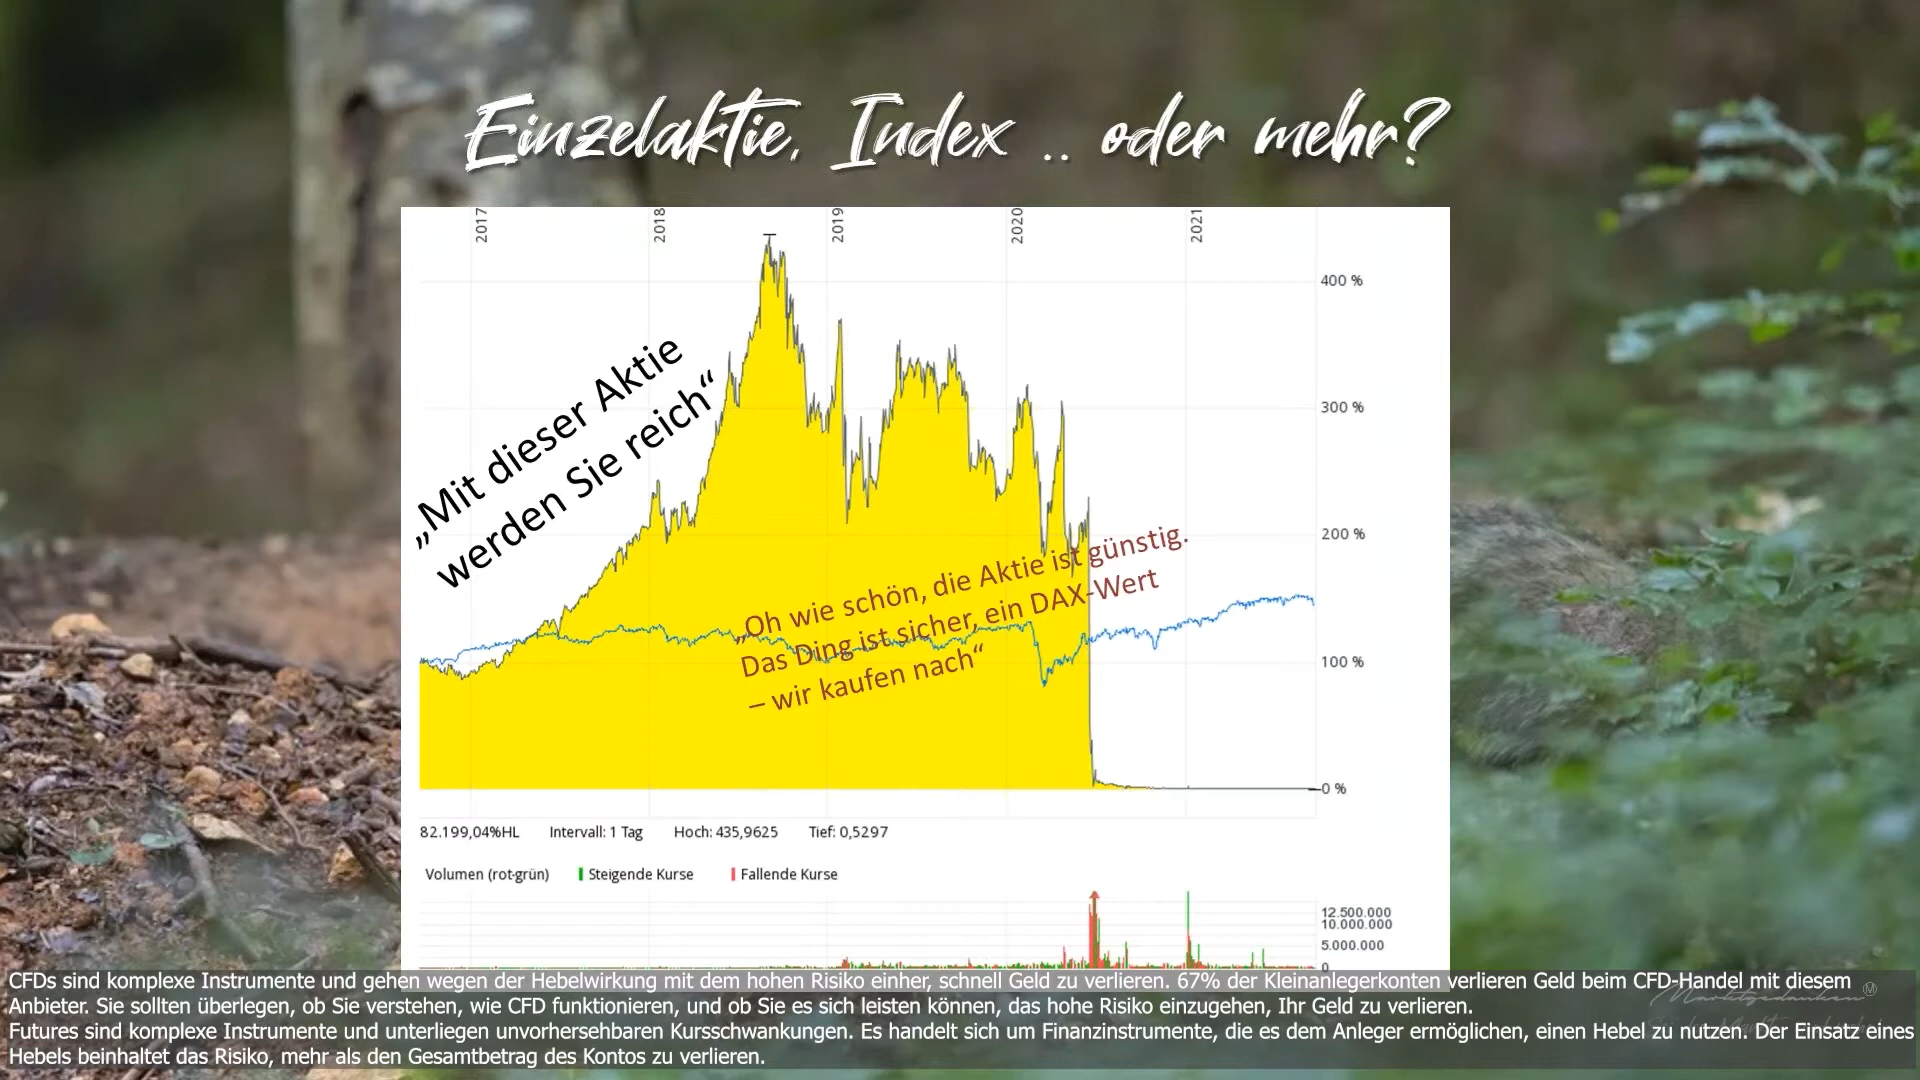 Einzelaktie, Index .. oder mehr?
2017
2018
2019
2020
2021
400 %
300 %
200 %
100 %
0 %
„Mit dieser Aktie
werden Sie reich“
„Oh wie schön, die Aktie ist günstig.
Das Ding ist sicher, ein DAX-Wert
– wir kaufen nach“
82.199,04%HL Intervall: 1 Tag Hoch: 435,9625 Tief: 0,5297
Volumen (rot-grün) Steigende Kurse Fallende Kurse
12.500.000
10.000.000
5.000.000
0
CFDs sind komplexe Instrumente und gehen wegen der Hebelwirkung mit dem hohen Risiko einher, schnell Geld zu verlieren. 67% der Kleinanlegerkonten verlieren Geld beim CFD-Handel mit diesem
Anbieter. Sie sollten überlegen, ob Sie verstehen, wie CFD funktionieren, und ob Sie es sich leisten können, das hohe Risiko einzugehen, Ihr Geld zu verlieren.
Futures sind komplexe Instrumente und unterliegen unvorhersehbaren Kursschwankungen. Es handelt sich um Finanzinstrumente, die es dem Anleger ermöglichen, einen Hebel zu nutzen. Der Einsatz eines
Hebels beinhaltet das Risiko, mehr als den Gesamtbetrag des Kontos zu verlieren.